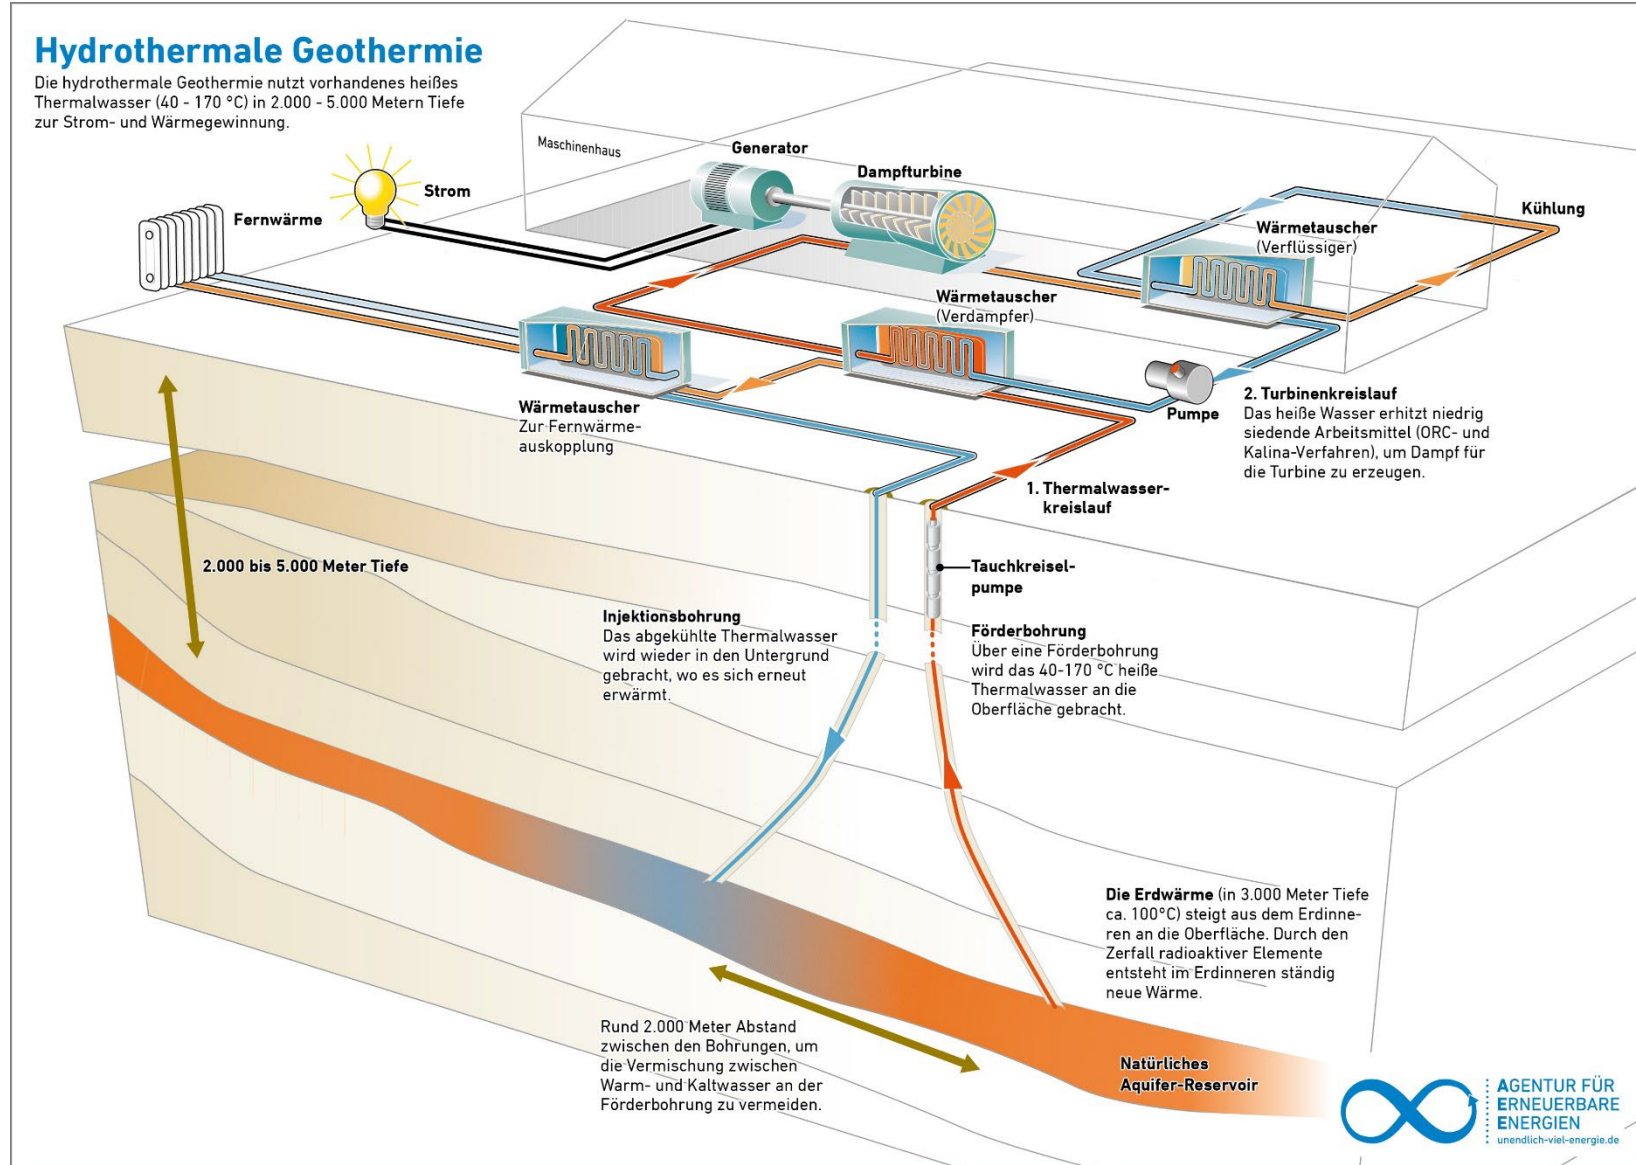 Hydrothermale Geothermie
Die hydrothermale Geothermie nutzt vorhandenes heißes
Thermalwasser (40 - 170 °C) in 2.000 - 5.000 Metern Tiefe
zur Strom- und Wärmegewinnung.
Maschinenhaus
Generator
Dampfturbine
Strom
Fernwärme
Kühlung
Wärmetauscher
(Verflüssiger)
Wärmetauscher
(Verdampfer)
Wärmetauscher
Zur Fernwärme-
auskopplung
Pumpe
2. Turbinenkreislauf
Das heiße Wasser erhitzt niedrig
siedende Arbeitsmittel (ORC- und
Kalina-Verfahren), um Dampf für
die Turbine zu erzeugen.
1. Thermalwasser-
kreislauf
2.000 bis 5.000 Meter Tiefe
Tauchkreisel-
pumpe
Injektionsbohrung
Das abgekühlte Thermalwasser
wird wieder in den Untergrund
gebracht, wo es sich erneut
erwärmt.
Förderbohrung
Über eine Förderbohrung
wird das 40-170 °C heiße
Thermalwasser an die
Oberfläche gebracht.
Die Erdwärme (in 3.000 Meter Tiefe
ca. 100°C) steigt aus dem Erdinne-
ren an die Oberfläche. Durch den
Zerfall radioaktiver Elemente
entsteht im Erdinneren ständig
neue Wärme.
Rund 2.000 Meter Abstand
zwischen den Bohrungen, um
die Vermischung zwischen
Warm- und Kaltwasser an der
Förderbohrung zu vermeiden.
Natürliches
Aquifer-Reservoir
AGENTUR FÜR
ERNEUERBARE
ENERGIEN
unendlich-viel-energie.de